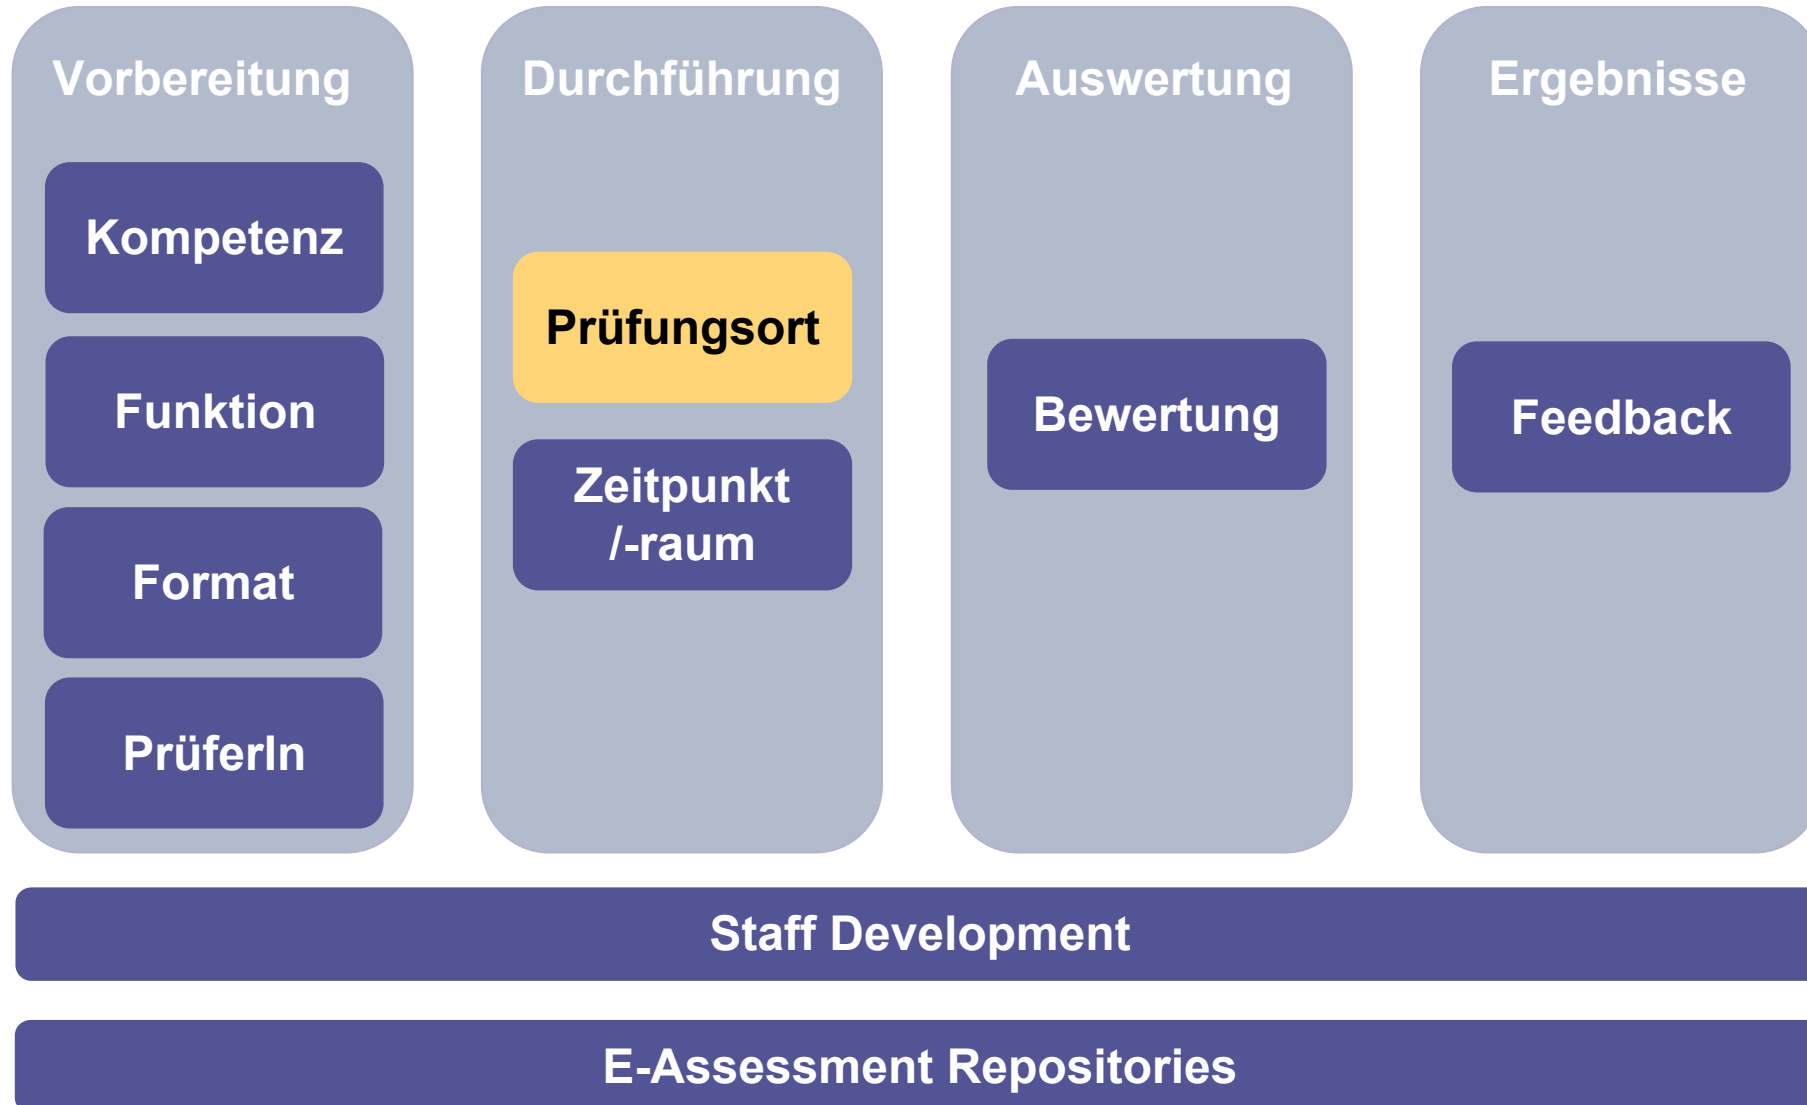 Vorbereitung
Kompetenz
Funktion
Format
PrüferIn
Durchführung
Prüfungsort
Zeitpunkt
/-raum
Auswertung
Bewertung
Ergebnisse
Feedback
Staff Development
E-Assessment Repositories